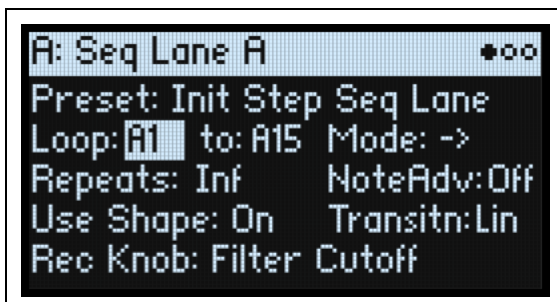 A: Seq Lane A
Preset: Init Step Seq Lane
Loop: A1 to: A15 Mode: ->
Repeats: Inf NoteAdv: Off
Use Shape: On Transitn: Lin
Rec Knob: Filter Cutoff